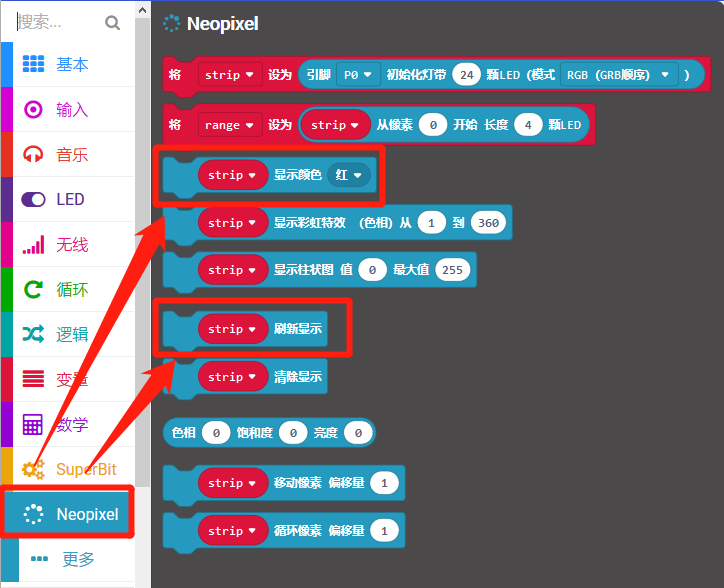 搜索...
基本
输入
音乐
LED
无线
循环
逻辑
变量
数学
SuperBit
Neopixel
更多
Neopixel
将 strip 设为 引脚 P0 初始化灯带 24 颗LED (模式 RGB (GRB顺序) )
将 range 设为 strip 从像素 0 开始 长度 4 颗LED
strip 显示颜色 红
strip 显示彩虹特效 (色相) 从 1 到 360
strip 显示柱状图 值 0 最大值 255
strip 刷新显示
strip 清除显示
色相 0 饱和度 0 亮度 0
strip 移动像素 偏移量 1
strip 循环像素 偏移量 1